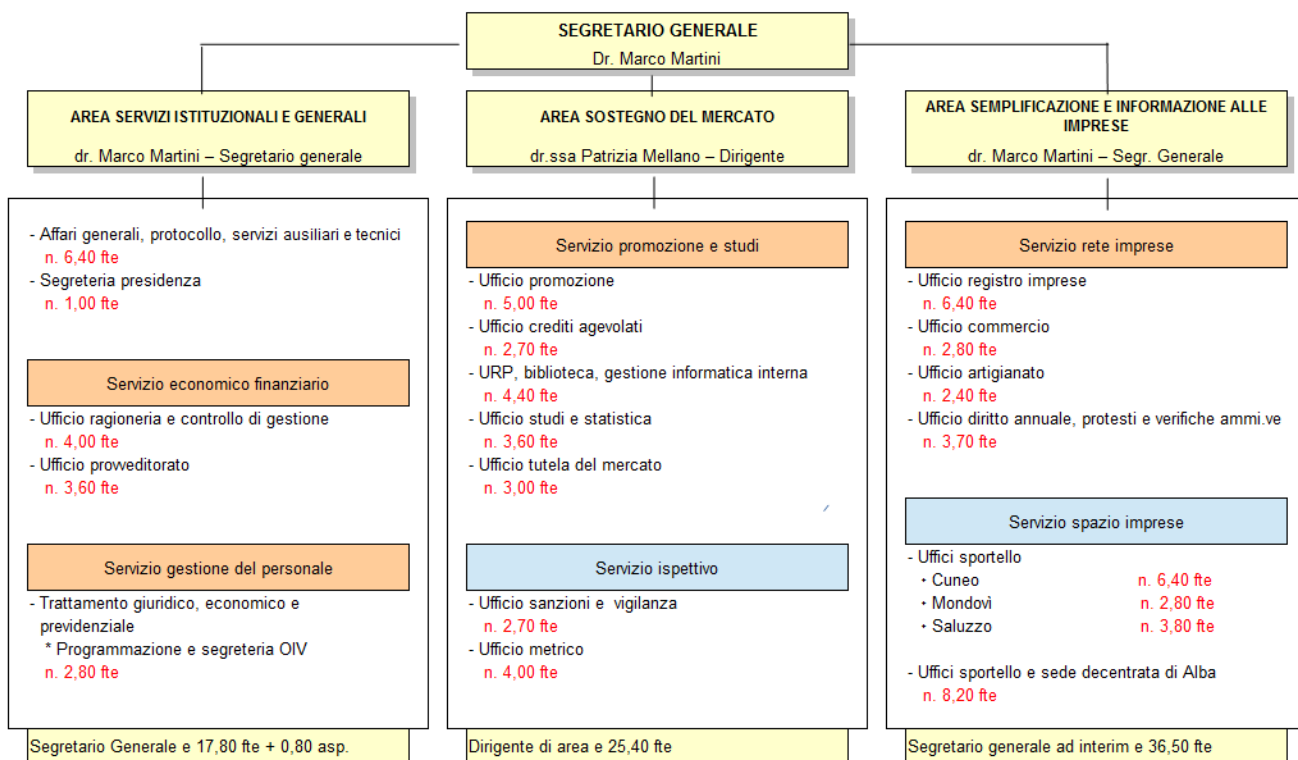 SEGRETARIO GENERALE
Dr. Marco Martini
AREA SERVIZI ISTITUZIONALI E GENERALI
dr. Marco Martini – Segretario generale
- Affari generali, protocollo, servizi ausiliari e tecnici
n. 6,40 fte
- Segreteria presidenza
n. 1,00 fte
Servizio economico finanziario
- Ufficio ragioneria e controllo di gestione
n. 4,00 fte
- Ufficio provveditorato
n. 3,60 fte
Servizio gestione del personale
- Trattamento giuridico, economico e
previdenziale
* Programmazione e segreteria OIV
n. 2,80 fte
Segretario Generale e 17,80 fte + 0,80 asp.
AREA SOSTEGNO DEL MERCATO
dr.ssa Patrizia Mellano – Dirigente
Servizio promozione e studi
- Ufficio promozione
n. 5,00 fte
- Ufficio crediti agevolati
n. 2,70 fte
- URP, biblioteca, gestione informatica interna
n. 4,40 fte
- Ufficio studi e statistica
n. 3,60 fte
- Ufficio tutela del mercato
n. 3,00 fte
Servizio ispettivo
- Ufficio sanzioni e vigilanza
n. 2,70 fte
- Ufficio metrico
n. 4,00 fte
Dirigente di area e 25,40 fte
AREA SEMPLIFICAZIONE E INFORMAZIONE ALLE
IMPRESE
dr. Marco Martini – Segr. Generale
Servizio rete imprese
- Ufficio registro imprese
n. 6,40 fte
- Ufficio commercio
n. 2,80 fte
- Ufficio artigianato
n. 2,40 fte
- Ufficio diritto annuale, protesti e verifiche ammi.ve
n. 3,70 fte
Servizio spazio imprese
- Uffici sportello
• Cuneo n. 6,40 fte
• Mondovì n. 2,80 fte
• Saluzzo n. 3,80 fte
- Uffici sportello e sede decentrata di Alba
n. 8,20 fte
Segretario generale ad interim e 36,50 fte